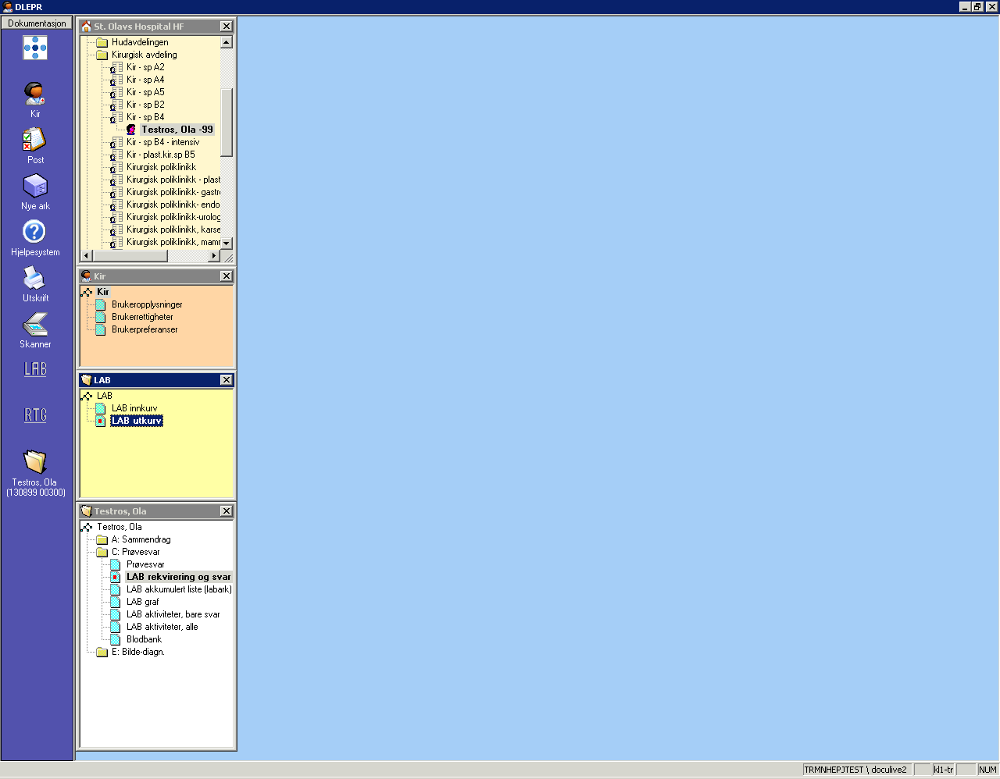 DLEPR
Dokumentasjon
Kir
Post
Nye ark
Hjelpesystem
Utskrift
Skanner
LAB
RTG
Testros, Ola
(130899 00300)
St. Olavs Hospital HF
Hudavdelingen
Kirurgisk avdeling
Kir - sp A2
Kir - sp A4
Kir - sp A5
Kir - sp B2
Kir - sp B4
Testros, Ola -99
Kir - sp B4 - intensiv
Kir - plast.kir.sp B5
Kirurgisk poliklinikk
Kirurgisk poliklinikk - plast
Kirurgisk poliklinikk- gastr
Kirurgisk poliklinikk- endo
Kirurgisk poliklinikk-urolog
Kirurgisk poliklinikk, karse
Kirurgisk poliklinikk, mamm
Kir
Kir
Brukeropplysninger
Brukerrettigheter
Brukerpreferanser
LAB
LAB
LAB innkurv
LAB utkurv
Testros, Ola
Testros, Ola
A: Sammendrag
C: Prøvesvar
Prøvesvar
LAB rekvirering og svar
LAB akkumulert liste (labark)
LAB graf
LAB aktiviteter, bare svar
LAB aktiviteter, alle
Blodbank
E: Bilde-diagn.
TRMNHEPJTEST \ doculive2 kl1-tr NUM